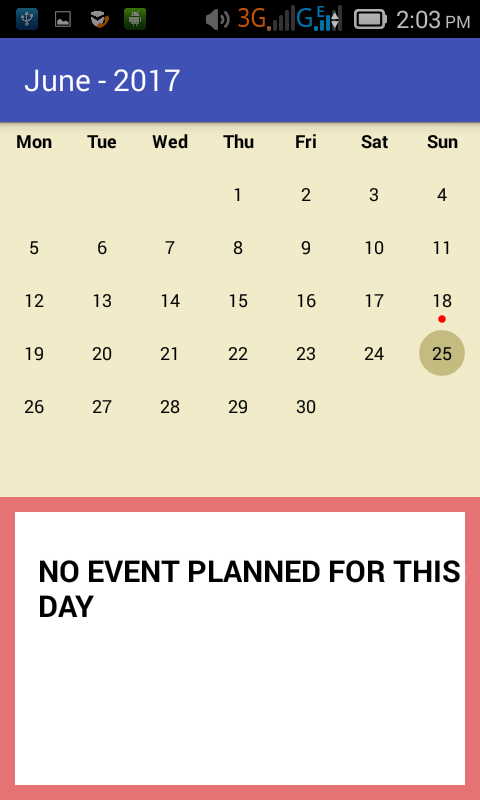 3G G E 2:03 PM
June - 2017
Mon Tue Wed Thu Fri Sat Sun
1 2 3 4
5 6 7 8 9 10 11
12 13 14 15 16 17 18
19 20 21 22 23 24 25
26 27 28 29 30
NO EVENT PLANNED FOR THIS
DAY